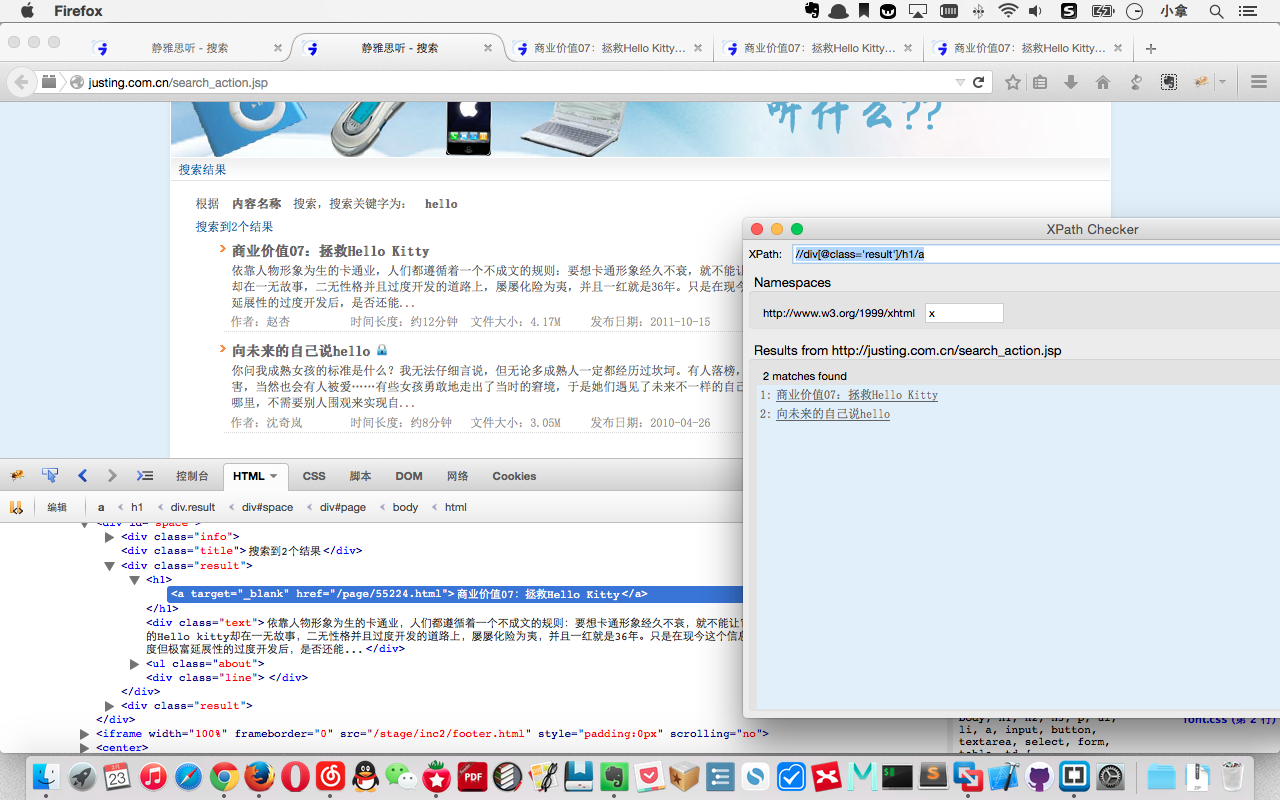 Firefox
小拿
静雅思听 - 搜索
静雅思听 - 搜索
商业价值07：拯救Hello Kitty...
商业价值07：拯救Hello Kitty...
商业价值07：拯救Hello Kitty...
justing.com.cn/search_action.jsp
听什么??
搜索结果
根据 内容名称 搜索，搜索关键字为： hello
搜索到2个结果
商业价值07：拯救Hello Kitty
依靠人物形象为生的卡通业，人们都遵循着一个不成文的规则：要想卡通形象经久不衰，就不能让
却在一无故事，二无性格并且过度开发的道路上，屡屡化险为夷，并且一红就是36年。只是在现今
延展性的过度开发后，是否还能...
作者：赵杏 时间长度：约12分钟 文件大小：4.17M 发布日期：2011-10-15
向未来的自己说hello
你问我成熟女孩的标准是什么？我无法仔细言说，但无论多成熟人一定都经历过坎坷。有人落榜，
害，当然也会有人被爱……有些女孩勇敢地走出了当时的窘境，于是她们遇见了未来不一样的自己
哪里，不需要别人围观来实现自...
作者：沈奇岚 时间长度：约8分钟 文件大小：3.05M 发布日期：2010-04-26
XPath Checker
XPath: //div[@class='result']/h1/a
Namespaces
http://www.w3.org/1999/xhtml x
Results from http://justing.com.cn/search_action.jsp
2 matches found
1: 商业价值07：拯救Hello Kitty
2: 向未来的自己说hello
控制台 HTML CSS 脚本 DOM 网络 Cookies
编辑 a h1 div.result div#space div#page body html
<div id="space">
<div class="info">
<div class="title">搜索到2个结果</div>
<div class="result">
<h1>
<a target="_blank" href="/page/55224.html">商业价值07：拯救Hello Kitty</a>
</h1>
<div class="text">依靠人物形象为生的卡通业，人们都遵循着一个不成文的规则：要想卡通形象经久不衰，就不能让
的Hello kitty却在一无故事，二无性格并且过度开发的道路上，屡屡化险为夷，并且一红就是36年。只是在现今这个信息
度但极富延展性的过度开发后，是否还能...</div>
<ul class="about">
<div class="line"></div>
</div>
<div class="result">
</div>
<iframe width="100%" frameborder="0" src="/stage/inc2/footer.html" style="padding:0px" scrolling="no">
<center>
body, h1, h2, h3, p, ul,
li, a, input, button,
textarea, select, form,
font.css (第 2 行)
23
PDF
ZIP